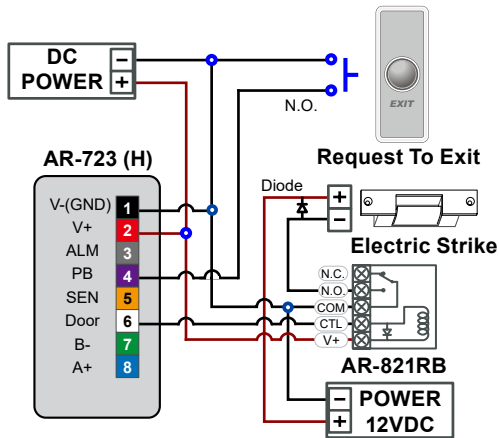 DC
POWER
−
+
N.O.
EXIT
Request To Exit
AR-723 (H)
V-(GND) 1
V+ 2
ALM 3
PB 4
SEN 5
Door 6
B- 7
A+ 8
Diode
+
−
Electric Strike
N.C.
N.O.
COM
CTL
V+
AR-821RB
− POWER
+ 12VDC